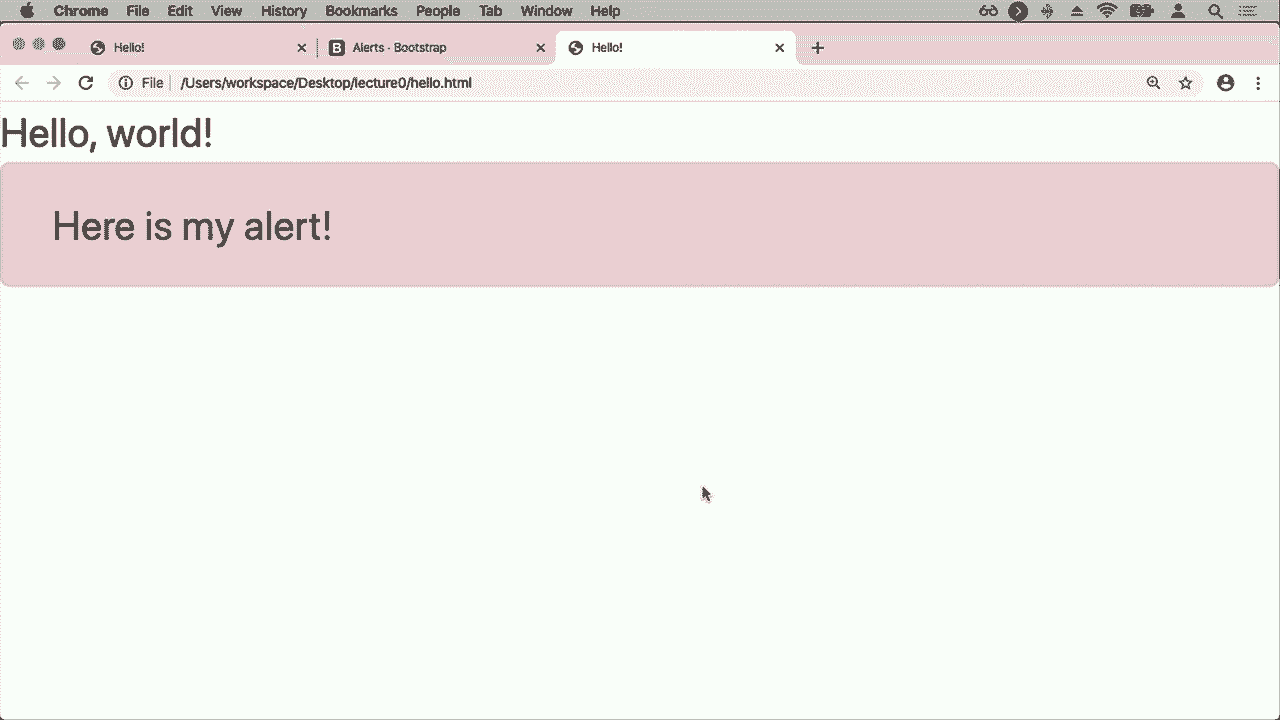 Chrome File Edit View History Bookmarks People Tab Window Help
Hello! Alerts · Bootstrap Hello!
File /Users/workspace/Desktop/lecture0/hello.html
Hello, world!
Here is my alert!